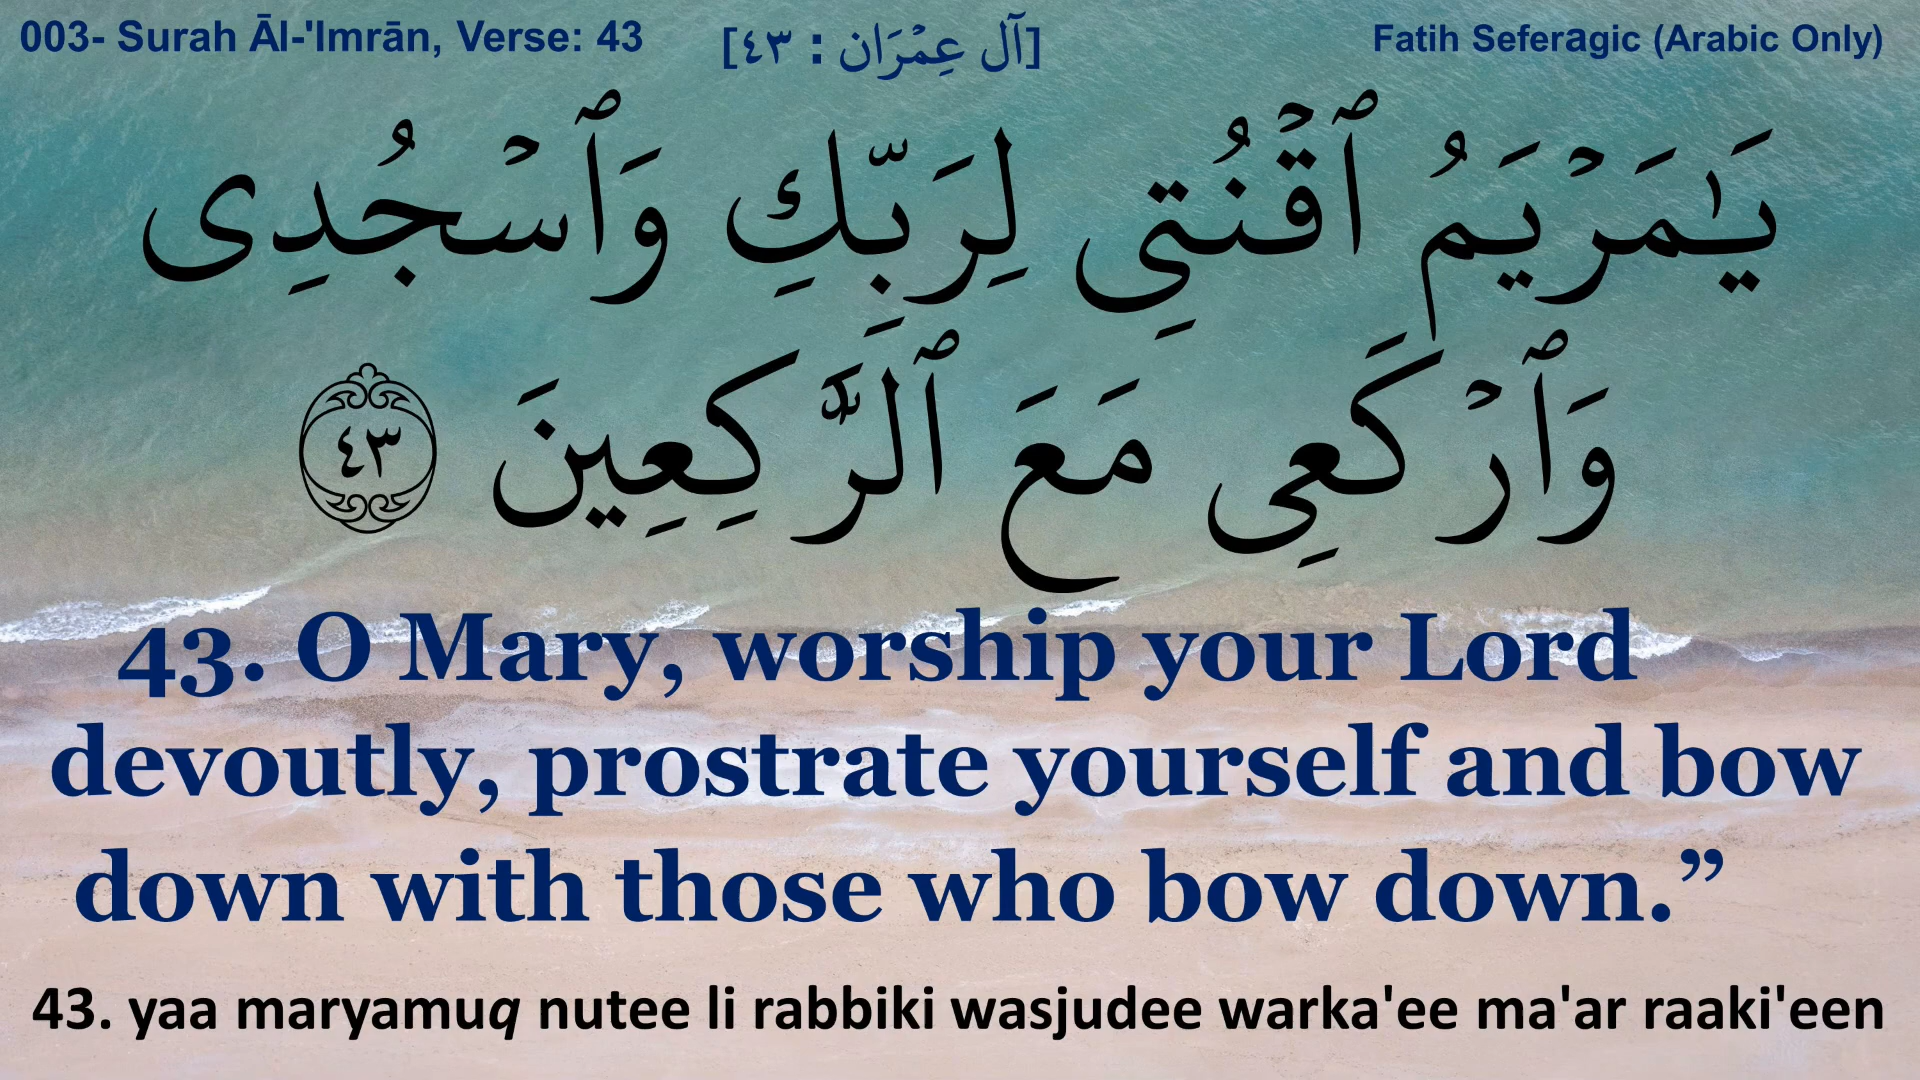 003- Surah Āl-'Imrān, Verse: 43
[آل عِمْرَان : ٤٣]
Fatih Seferagic (Arabic Only)
يَـٰمَرۡيَمُ ٱقۡنُتِى لِرَبِّكِ وَٱسۡجُدِى
وَٱرۡكَعِى مَعَ ٱلرَّٰكِعِينَ ٤٣
43. O Mary, worship your Lord
devoutly, prostrate yourself and bow
down with those who bow down.”
43. yaa maryamuq nutee li rabbiki wasjudee warka'ee ma'ar raaki'een